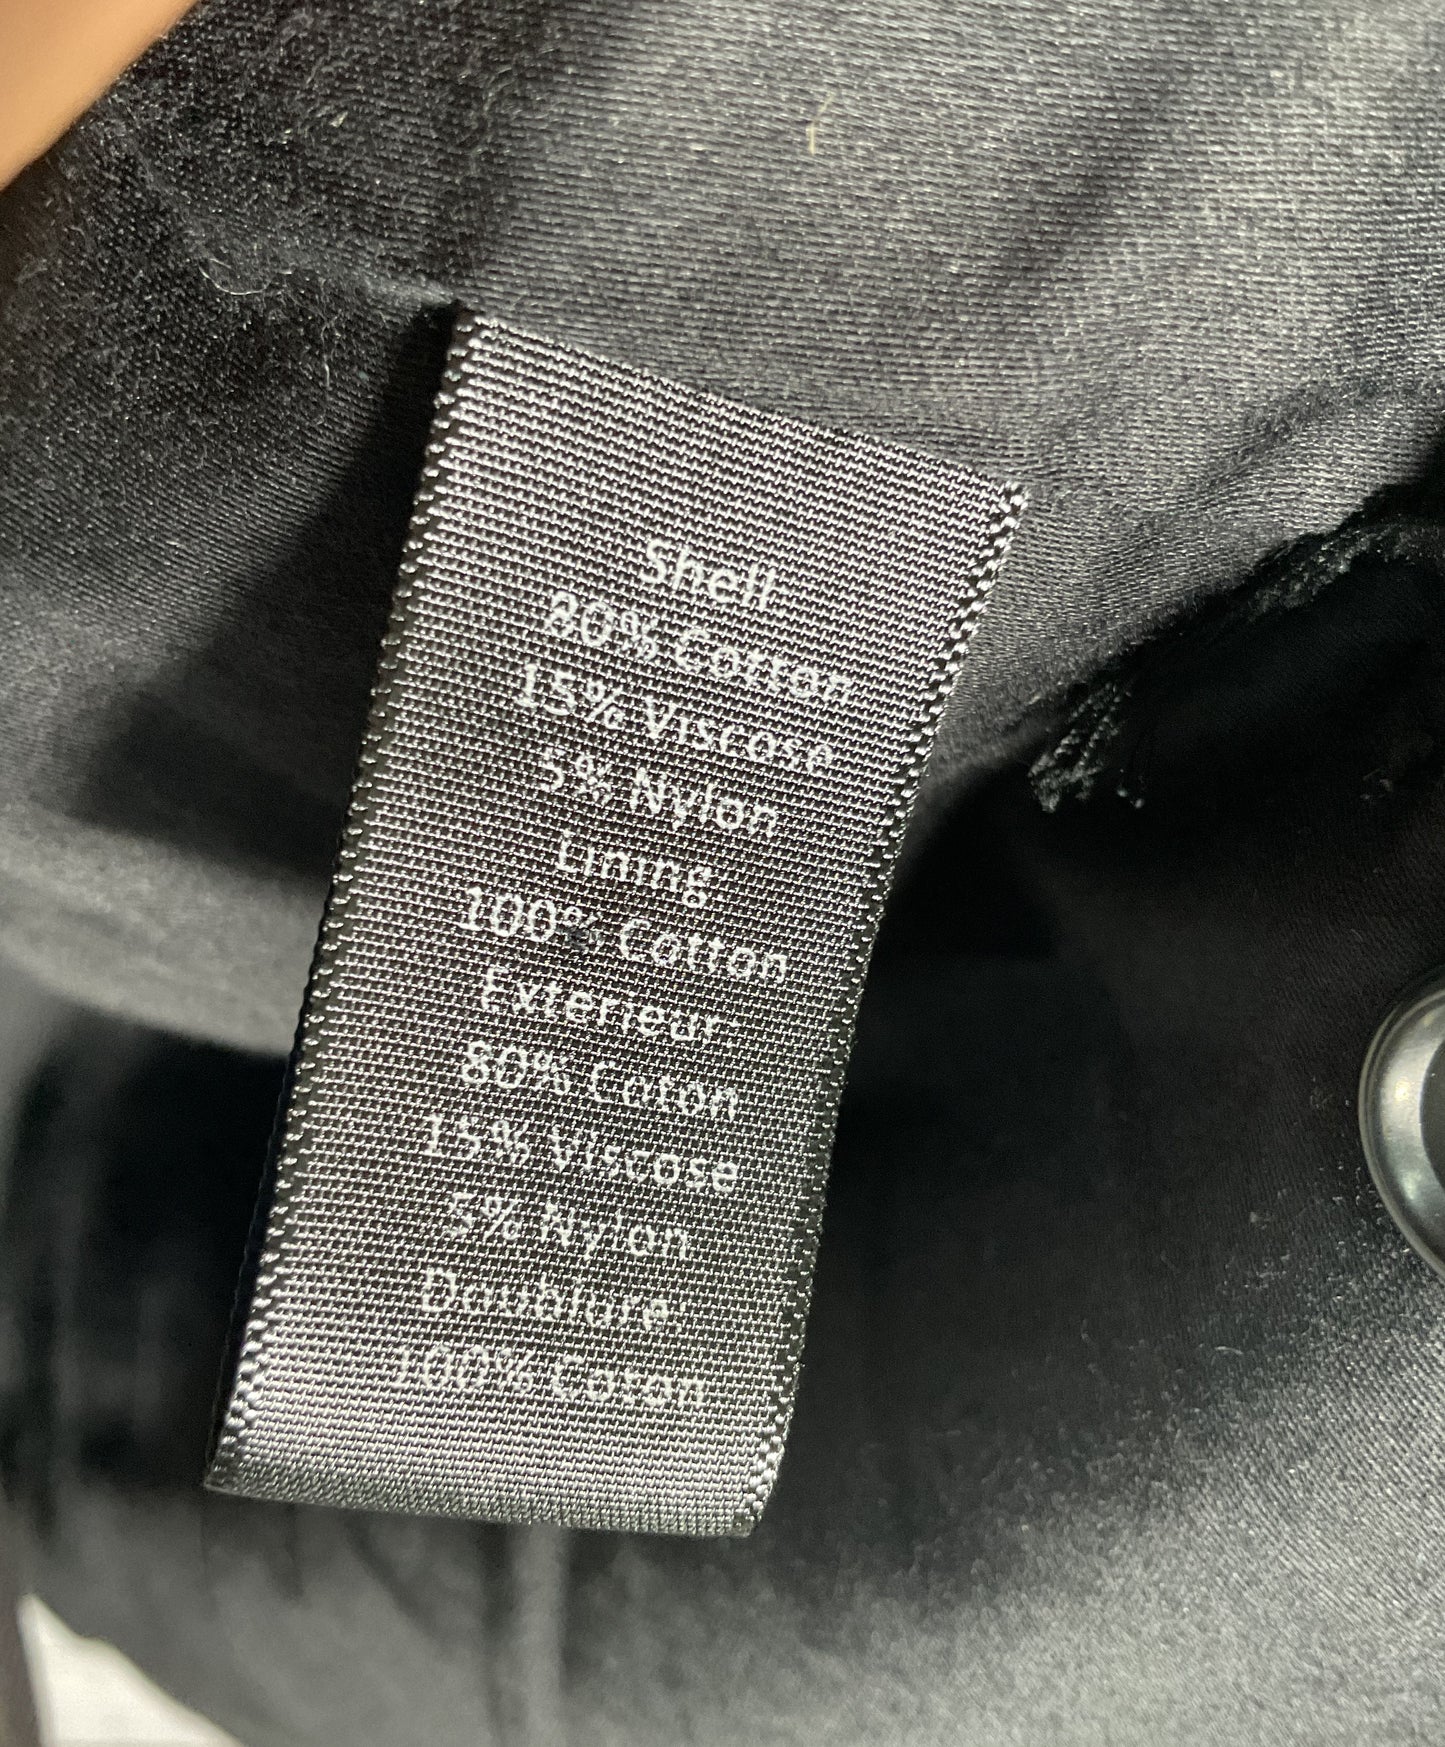 Shell
80% Cotton
15% Viscose
5% Nylon
Lining
100% Cotton
Exterieur
80% Coton
15% Viscose
5% Nylon
Doublure
100% Coton